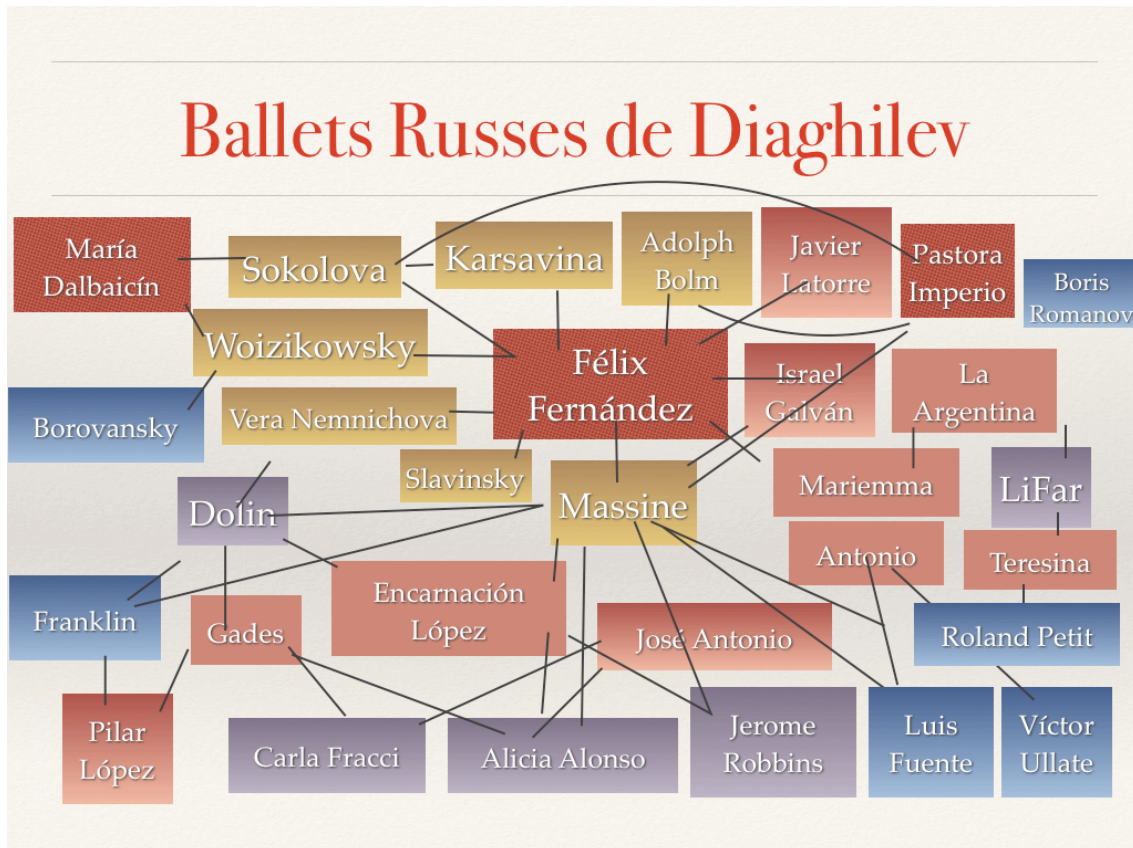 Ballets Russes de Diaghilev
María
Dalbaicín
Sokolova
Karsavina
Adolph
Bolm
Javier
Latorre
Pastora
Imperio
Boris
Romanov
Woizikowsky
Félix
Fernández
Israel
Galván
La
Argentina
Borovansky
Vera Nemnichova
Slavinsky
Massine
Mariemma
LiFar
Dolin
Antonio
Teresina
Franklin
Gades
Encarnación
López
José Antonio
Roland Petit
Pilar
López
Carla Fracci
Alicia Alonso
Jerome
Robbins
Luis
Fuente
Víctor
Ullate